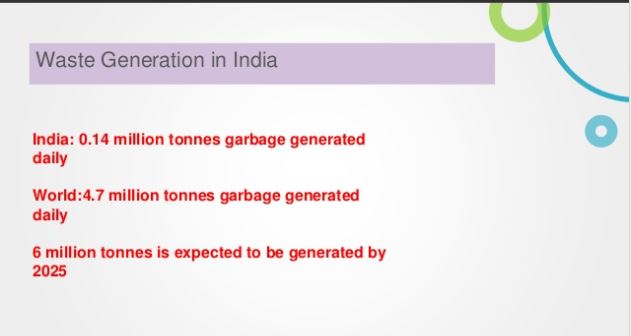 Waste Generation in India
India: 0.14 million tonnes garbage generated
daily
World:4.7 million tonnes garbage generated
daily
6 million tonnes is expected to be generated by
2025